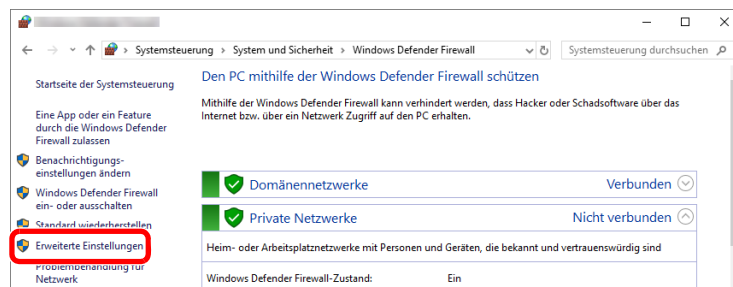 Systemsteuerung > System und Sicherheit > Windows Defender Firewall
Systemsteuerung durchsuchen
Startseite der Systemsteuerung
Eine App oder ein Feature
durch die Windows Defender
Firewall zulassen
Benachrichtigungs-
einstellungen ändern
Windows Defender Firewall
ein- oder ausschalten
Standard wiederherstellen
Erweiterte Einstellungen
Problembehandlung für
Netzwerk
Den PC mithilfe der Windows Defender Firewall schützen
Mithilfe der Windows Defender Firewall kann verhindert werden, dass Hacker oder Schadsoftware über das
Internet bzw. über ein Netzwerk Zugriff auf den PC erhalten.
Domänennetzwerke Verbunden
Private Netzwerke Nicht verbunden
Heim- oder Arbeitsplatznetzwerke mit Personen und Geräten, die bekannt und vertrauenswürdig sind
Windows Defender Firewall-Zustand: Ein